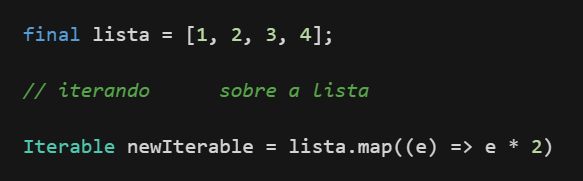 final lista = [1, 2, 3, 4];
// iterando      sobre a lista
Iterable newIterable = lista.map((e) => e * 2)